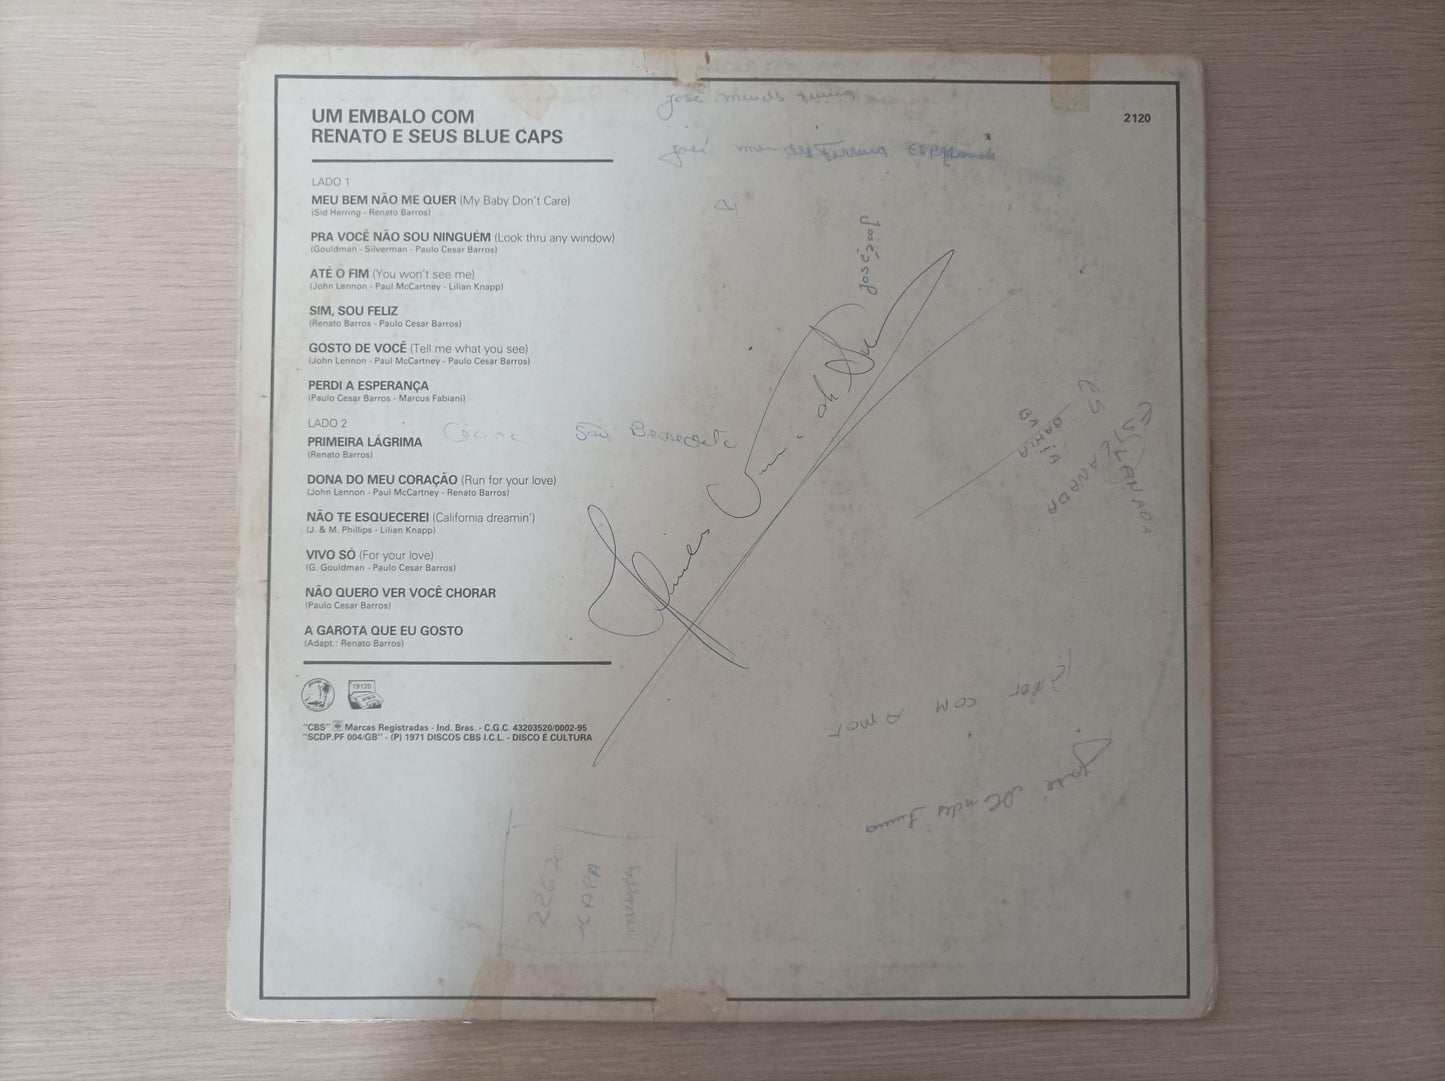 UM EMBALO COM
RENATO E SEUS BLUE CAPS
2120
LADO 1
MEU BEM NÃO ME QUER (My Baby Don't Care)
(Sid Herring - Renato Barros)
PRA VOCÊ NÃO SOU NINGUÉM (Look thru any window)
(Gouldman - Silverman - Paulo Cesar Barros)
ATÉ O FIM (You won't see me)
(John Lennon - Paul McCartney - Lilian Knapp)
SIM, SOU FELIZ
(Renato Barros - Paulo Cesar Barros)
GOSTO DE VOCÊ (Tell me what you see)
(John Lennon - Paul McCartney - Paulo Cesar Barros)
PERDI A ESPERANÇA
(Paulo Cesar Barros - Marcus Fabiani)
LADO 2
PRIMEIRA LÁGRIMA
(Renato Barros)
DONA DO MEU CORAÇÃO (Run for your love)
(John Lennon - Paul McCartney - Renato Barros)
NÃO TE ESQUECEREI (California dreamin')
(J. & M. Phillips - Lilian Knapp)
VIVO SÓ (For your love)
(G. Gouldman - Paulo Cesar Barros)
NÃO QUERO VER VOCÊ CHORAR
(Paulo Cesar Barros)
A GAROTA QUE EU GOSTO
(Adapt.: Renato Barros)
19120
"CBS" Marcas Registradas - Ind. Bras. - C.G.C. 43203520/0002-95
"SCDP.PF 004/GB" - (P) 1971 DISCOS CBS I.C.L. - DISCO É CULTURA
José
José
José
José
BAHIA
BAHIA
COM AMOR
José
KAPA
mendes